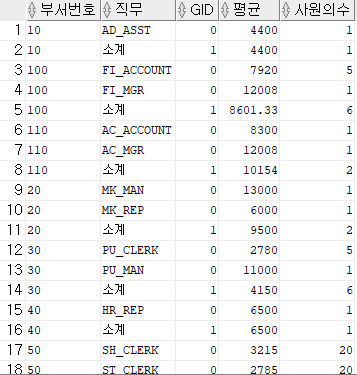 부서번호 직무 GID 평균 사원의수
1 10 AD_ASST 0 4400 1
2 10 소계 1 4400 1
3 100 FI_ACCOUNT 0 7920 5
4 100 FI_MGR 0 12008 1
5 100 소계 1 8601.33 6
6 110 AC_ACCOUNT 0 8300 1
7 110 AC_MGR 0 12008 1
8 110 소계 1 10154 2
9 20 MK_MAN 0 13000 1
10 20 MK_REP 0 6000 1
11 20 소계 1 9500 2
12 30 PU_CLERK 0 2780 5
13 30 PU_MAN 0 11000 1
14 30 소계 1 4150 6
15 40 HR_REP 0 6500 1
16 40 소계 1 6500 1
17 50 SH_CLERK 0 3215 20
18 50 ST_CLERK 0 2785 20